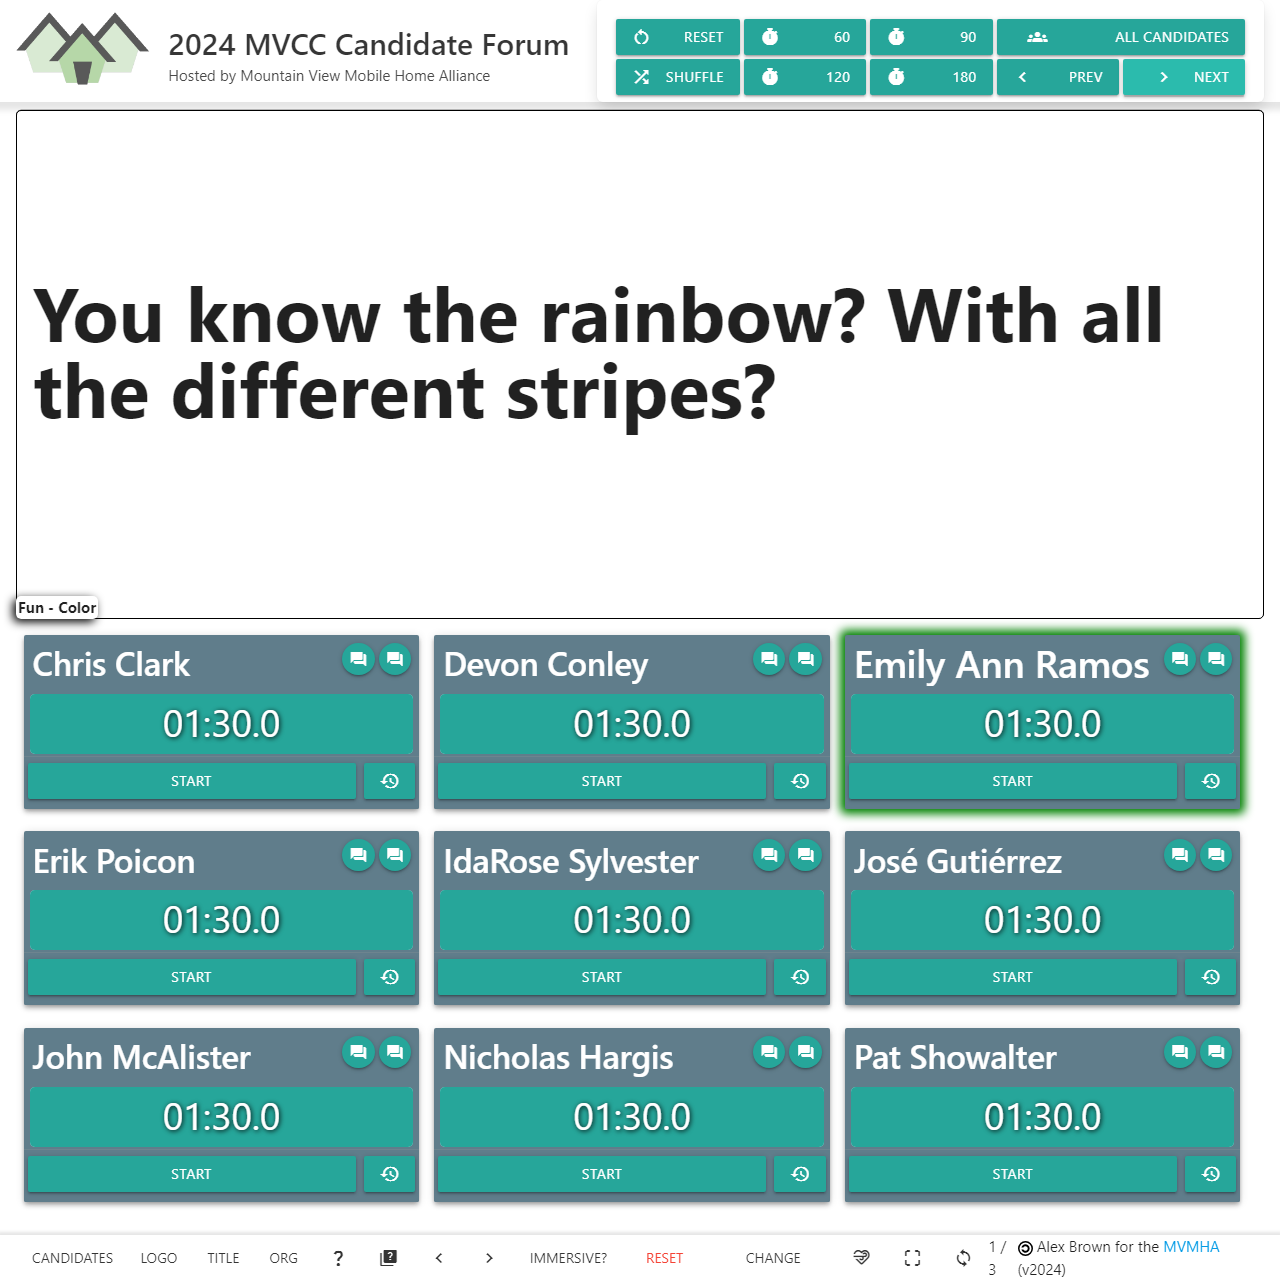 2024 MVCC Candidate Forum
Hosted by Mountain View Mobile Home Alliance
RESET 60 90 ALL CANDIDATES
SHUFFLE 120 180 PREV NEXT
You know the rainbow? With all
the different stripes?
Fun - Color
Chris Clark
01:30.0
START
Devon Conley
01:30.0
START
Emily Ann Ramos
01:30.0
START
Erik Poicon
01:30.0
START
IdaRose Sylvester
01:30.0
START
José Gutiérrez
01:30.0
START
John McAlister
01:30.0
START
Nicholas Hargis
01:30.0
START
Pat Showalter
01:30.0
START
CANDIDATES LOGO TITLE ORG ? IMMERSIVE? RESET CHANGE
1 /
3
Alex Brown for the MVMHA
(v2024)